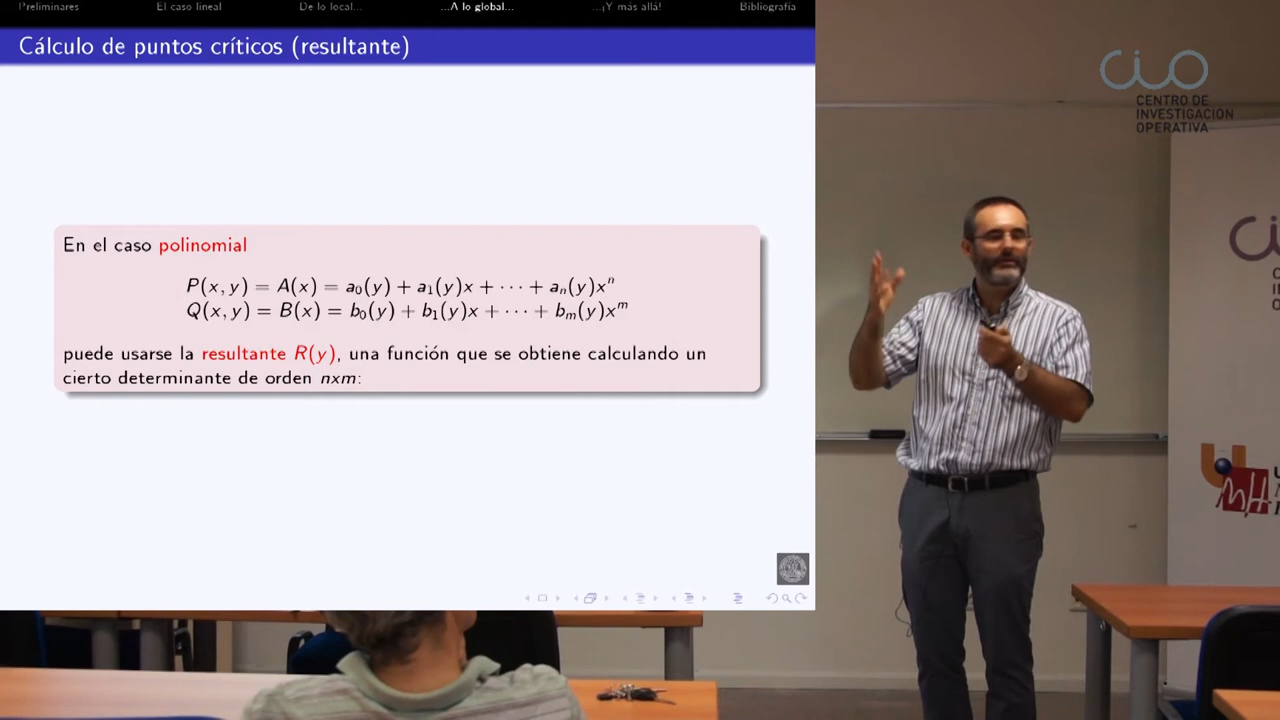 Preliminares El caso lineal De lo local... ...A lo global... ...¡Y más allá! Bibliografía
Cálculo de puntos críticos (resultante)
En el caso polinomial
P(x, y) = A(x) = a₀(y) + a₁(y)x + ··· + aₙ(y)xⁿ
Q(x, y) = B(x) = b₀(y) + b₁(y)x + ··· + bₘ(y)xᵐ
puede usarse la resultante R(y), una función que se obtiene calculando un
cierto determinante de orden nxm:
CIO
CENTRO DE
INVESTIGACION
OPERATIVA